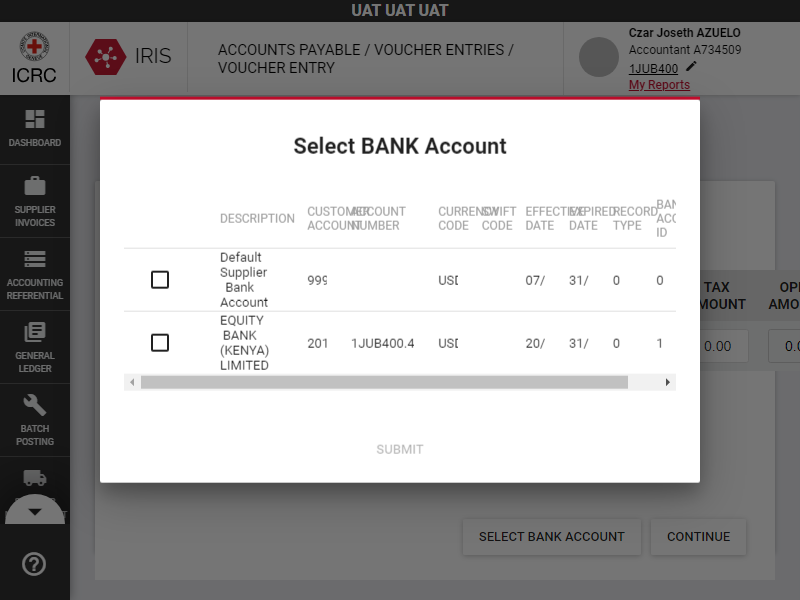 UAT UAT UAT
ICRC
IRIS
ACCOUNTS PAYABLE / VOUCHER ENTRIES /
VOUCHER ENTRY
Czar Joseth AZUELO
Accountant A734509
1JUB400
My Reports
DASHBOARD
SUPPLIER
INVOICES
ACCOUNTING
REFERENTIAL
GENERAL
LEDGER
BATCH
POSTING
Select BANK Account
DESCRIPTION
CUSTOMER
ACCOUNT
ACCOUNT
NUMBER
CURRENCY
CODE
SWIFT
CODE
EFFECTIVE
DATE
EXPIRED
DATE
RECORD
TYPE
BAN
ACC
ID
Default
Supplier
Bank
Account
999
USD
07/
31/
0
0
EQUITY
BANK
(KENYA)
LIMITED
201
1JUB400.4
USD
20/
31/
0
1
SUBMIT
TAX
MOUNT
OPE
AMO
0.00
0.0
SELECT BANK ACCOUNT
CONTINUE